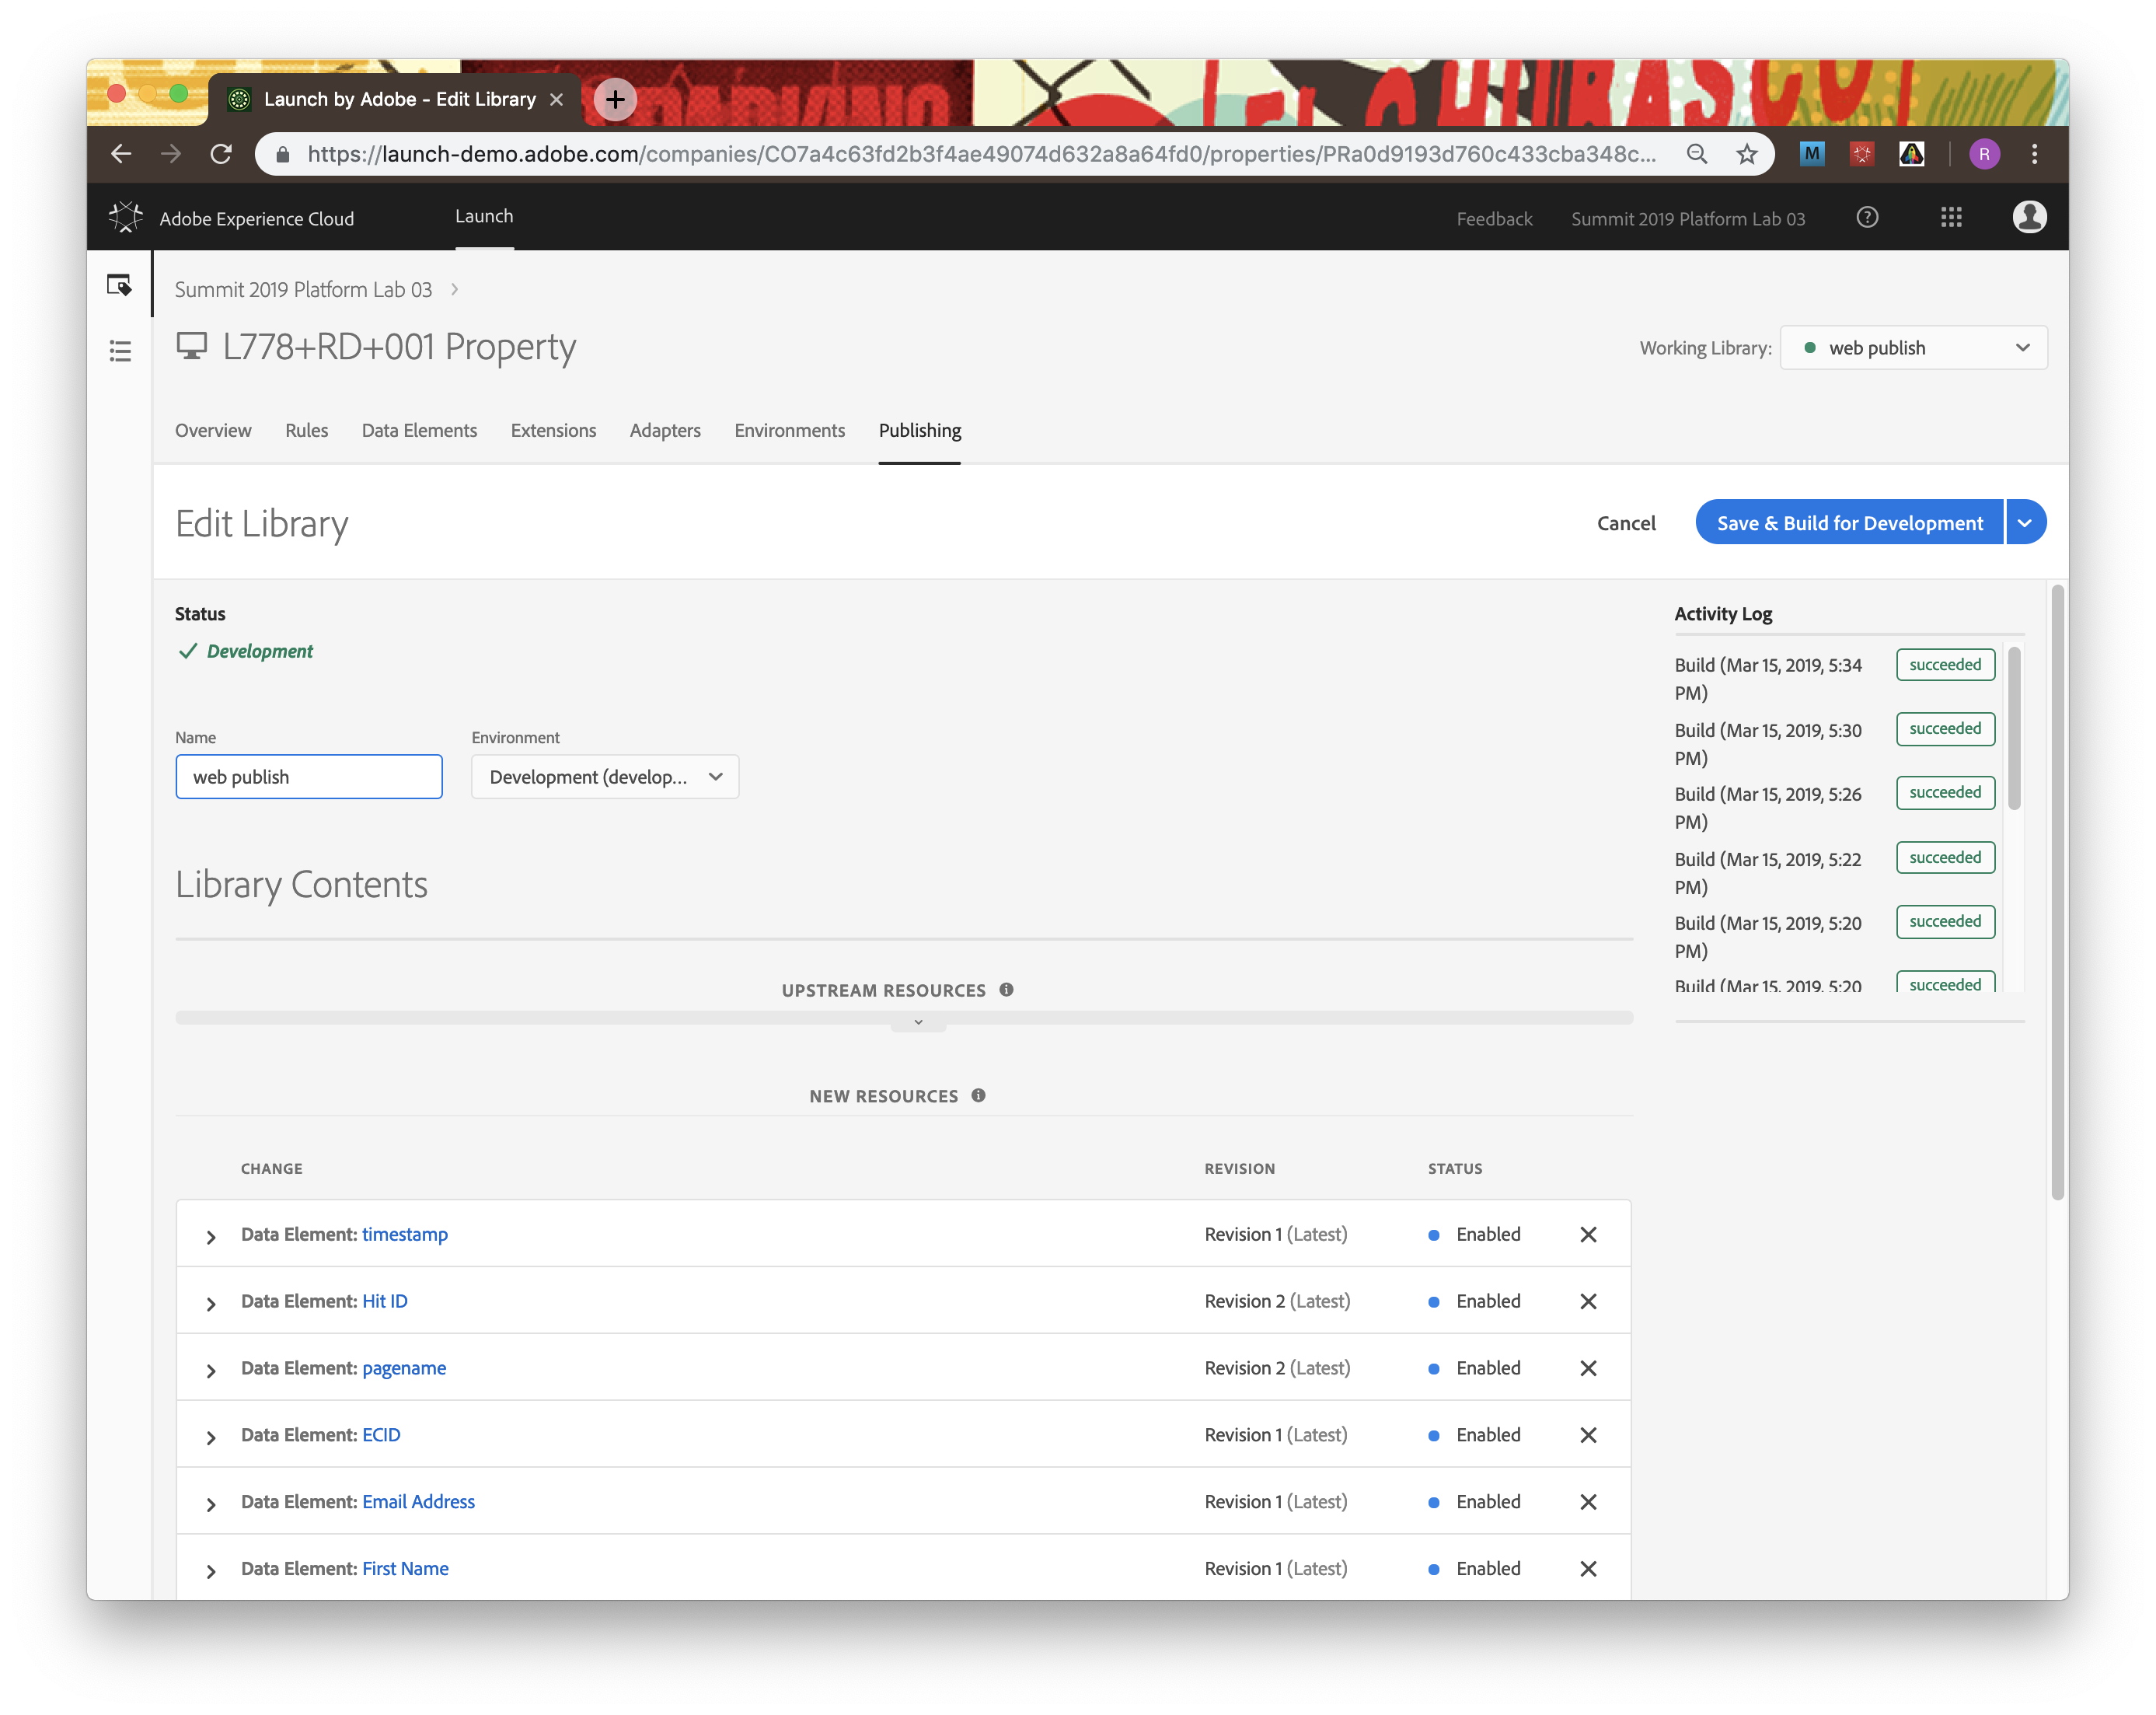 Launch by Adobe - Edit Library
https://launch-demo.adobe.com/companies/CO7a4c63fd2b3f4ae49074d632a8a64fd0/properties/PRa0d9193d760c433cba348c...
M
R
Adobe Experience Cloud
Launch
Feedback
Summit 2019 Platform Lab 03
Summit 2019 Platform Lab 03
L778+RD+001 Property
Working Library:
web publish
Overview Rules Data Elements Extensions Adapters Environments Publishing
Edit Library
Cancel
Save & Build for Development
Status
Development
Name
web publish
Environment
Development (develop...
Library Contents
UPSTREAM RESOURCES
NEW RESOURCES
CHANGE REVISION STATUS
Data Element: timestamp Revision 1 (Latest) Enabled
Data Element: Hit ID Revision 2 (Latest) Enabled
Data Element: pagename Revision 2 (Latest) Enabled
Data Element: ECID Revision 1 (Latest) Enabled
Data Element: Email Address Revision 1 (Latest) Enabled
Data Element: First Name Revision 1 (Latest) Enabled
Activity Log
Build (Mar 15, 2019, 5:34 succeeded
PM)
Build (Mar 15, 2019, 5:30 succeeded
PM)
Build (Mar 15, 2019, 5:26 succeeded
PM)
Build (Mar 15, 2019, 5:22 succeeded
PM)
Build (Mar 15, 2019, 5:20 succeeded
PM)
Build (Mar 15, 2019, 5:20 succeeded